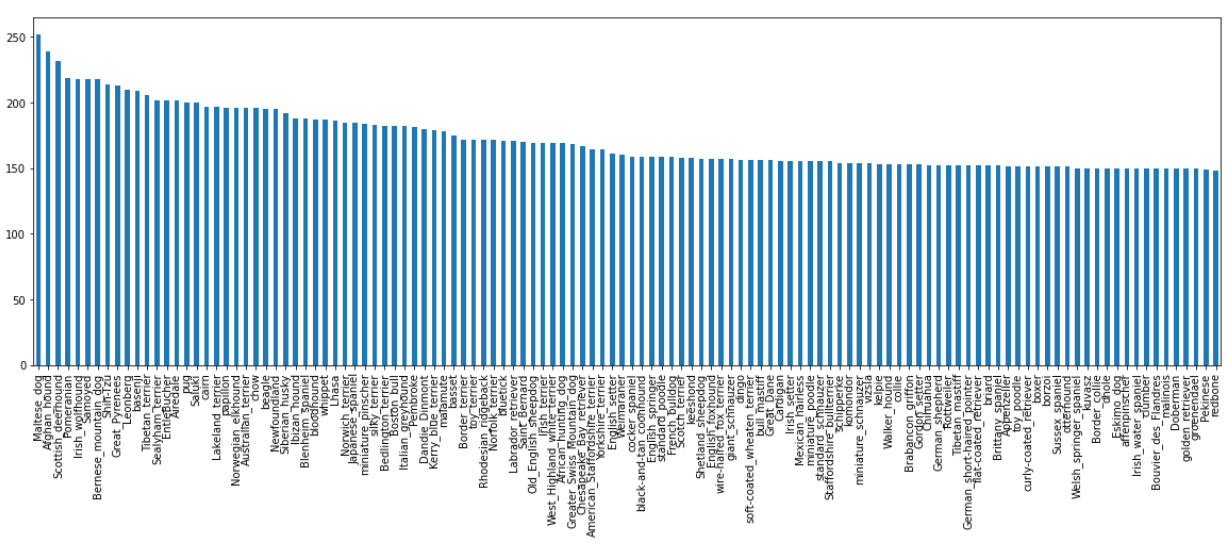 250
200
150
100
50
0
Maltese_dog
Afghan_hound
Scottish_deerhound
Pomeranian
Irish_wolfhound
Samoyed
Bernese_mountain_dog
Shih-Tzu
Great_Pyrenees
Leonberg
basenji
Tibetan_terrier
Sealyham_terrier
EntleBucher
Airedale
pug
Saluki
cairn
Lakeland_terrier
papillon
Norwegian_elkhound
Australian_terrier
chow
beagle
Newfoundland
Siberian_husky
Ibizan_hound
Blenheim_spaniel
bloodhound
whippet
Lhasa
Norwich_terrier
Japanese_spaniel
miniature_pinscher
silky_terrier
Bedlington_terrier
Boston_bull
Italian_greyhound
Pembroke
Dandie_Dinmont
Kerry_blue_terrier
malamute
basset
Border_terrier
toy_terrier
Rhodesian_ridgeback
Norfolk_terrier
bluetick
Labrador_retriever
Saint_Bernard
Old_English_sheepdog
Irish_terrier
West_Highland_white_terrier
African_hunting_dog
Greater_Swiss_Mountain_dog
Chesapeake_Bay_retriever
American_Staffordshire_terrier
Yorkshire_terrier
English_setter
Weimaraner
cocker_spaniel
black-and-tan_coonhound
English_springer
standard_poodle
French_bulldog
Scotch_terrier
keeshond
Shetland_sheepdog
English_foxhound
wire-haired_fox_terrier
giant_schnauzer
dingo
soft-coated_wheaten_terrier
bull_mastiff
Great_Dane
Cardigan
Irish_setter
Mexican_hairless
miniature_poodle
standard_schnauzer
Staffordshire_bullterrier
schipperke
komondor
miniature_schnauzer
vizsla
kelpie
Walker_hound
collie
Brabancon_griffon
Gordon_setter
Chihuahua
German_shepherd
Rottweiler
Tibetan_mastiff
German_short-haired_pointer
flat-coated_retriever
briard
Brittany_spaniel
Appenzeller
toy_poodle
curly-coated_retriever
boxer
borzoi
Sussex_spaniel
otterhound
Welsh_springer_spaniel
kuvasz
Border_collie
dhole
Eskimo_dog
affenpinscher
Irish_water_spaniel
clumber
Bouvier_des_Flandres
malinois
Doberman
golden_retriever
groenendael
Pekinese
redbone